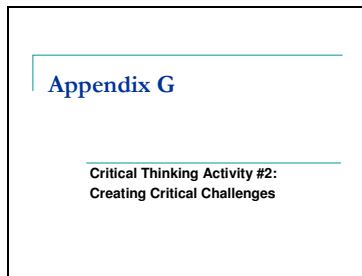 Appendix G
Critical Thinking Activity #2:
Creating Critical Challenges